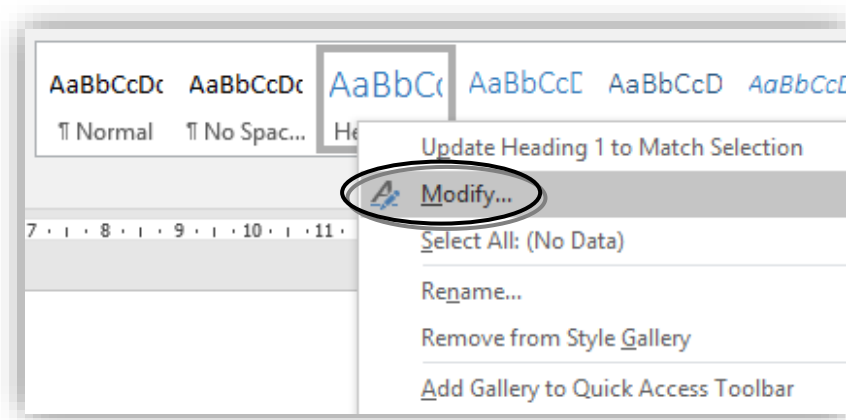 AaBbCcDc AaBbCcDc AaBbCc AaBbCcE AaBbCcD AaBbCcD
¶ Normal ¶ No Spac... He
Update Heading 1 to Match Selection
Modify...
7 · ı · 8 · ı · 9 · ı · 10 · ı · 11 ·
Select All: (No Data)
Rename...
Remove from Style Gallery
Add Gallery to Quick Access Toolbar